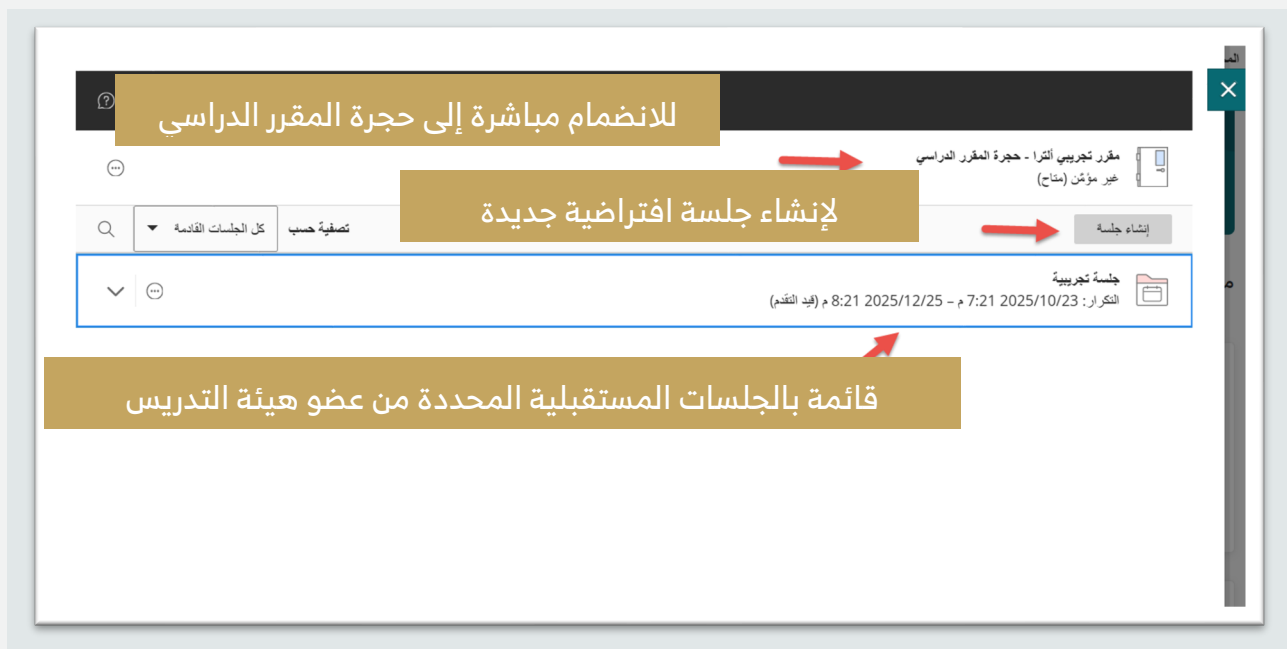 المـ
للانضمام مباشرة إلى حجرة المقرر الدراسي
مقرر تجريبي ألترا - حجرة المقرر الدراسي
غير مؤمّن (متاح)
لإنشاء جلسة افتراضية جديدة
إنشاء جلسة
تصفية حسب
كل الجلسات القادمة
جلسة تجريبية
التكرار: 2025/10/23 7:21 م – 2025/12/25 8:21 م (قيد التقدم)
قائمة بالجلسات المستقبلية المحددة من عضو هيئة التدريس